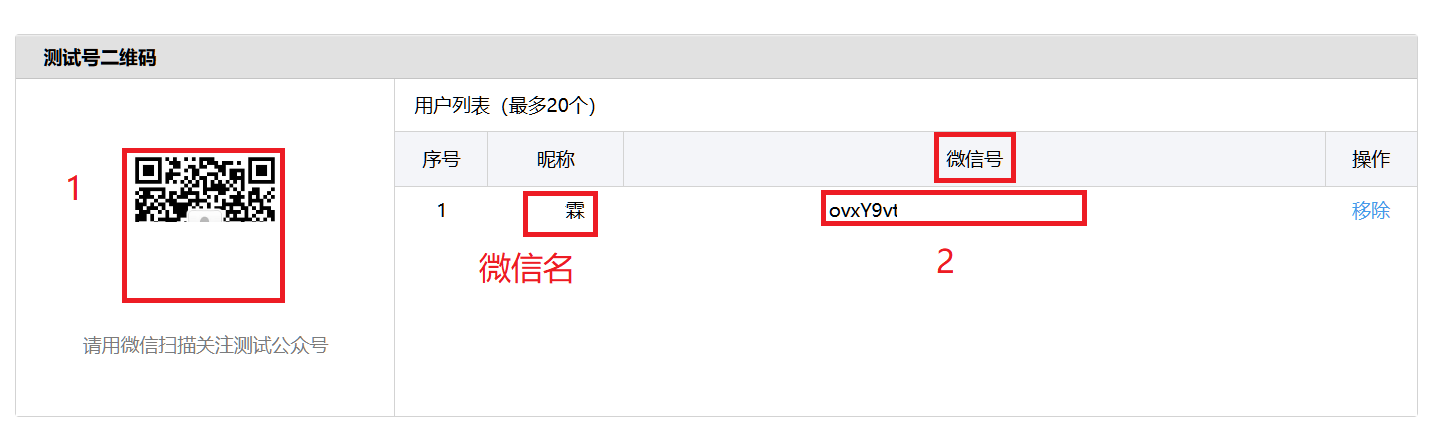 测试号二维码
用户列表（最多20个）
序号 昵称 微信号 操作
1
1 霖 ovxY9vt 移除
微信名
2
请用微信扫描关注测试公众号